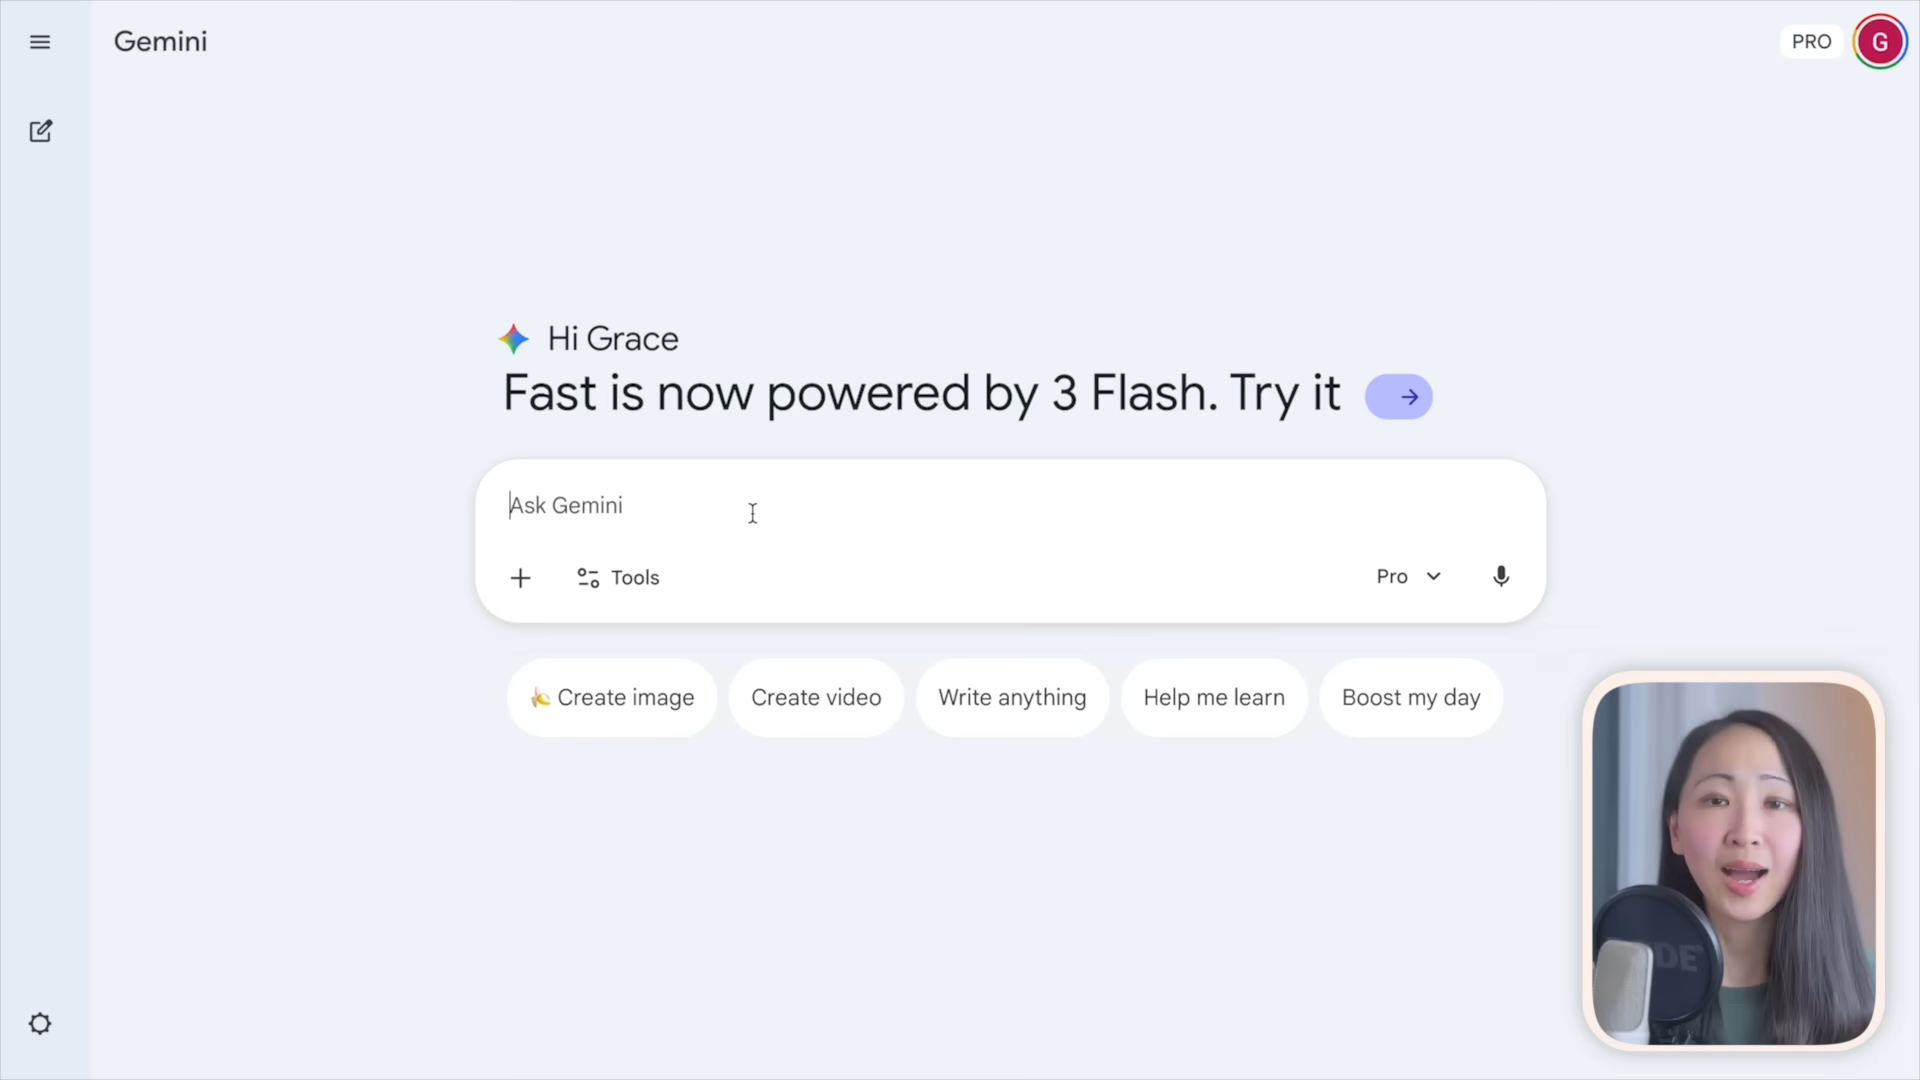 Gemini
PRO
G
Hi Grace
Fast is now powered by 3 Flash. Try it
Ask Gemini
Tools
Pro
Create image
Create video
Write anything
Help me learn
Boost my day
DE